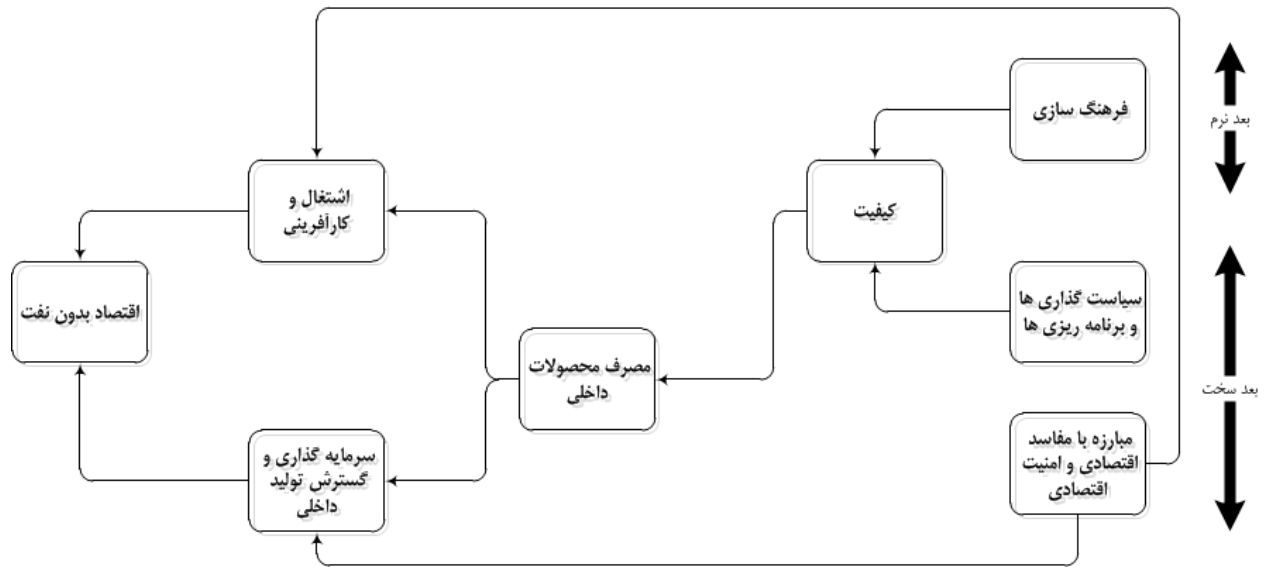 فرهنگ سازی
بعد نرم
اشتغال و
کارآفرینی
کیفیت
سیاست گذاری ها
و برنامه ریزی ها
اقتصاد بدون نفت
مصرف محصولات
داخلی
بعد سخت
مبارزه با مفاسد
اقتصادی و امنیت
اقتصادی
سرمایه گذاری و
گسترش تولید
داخلی